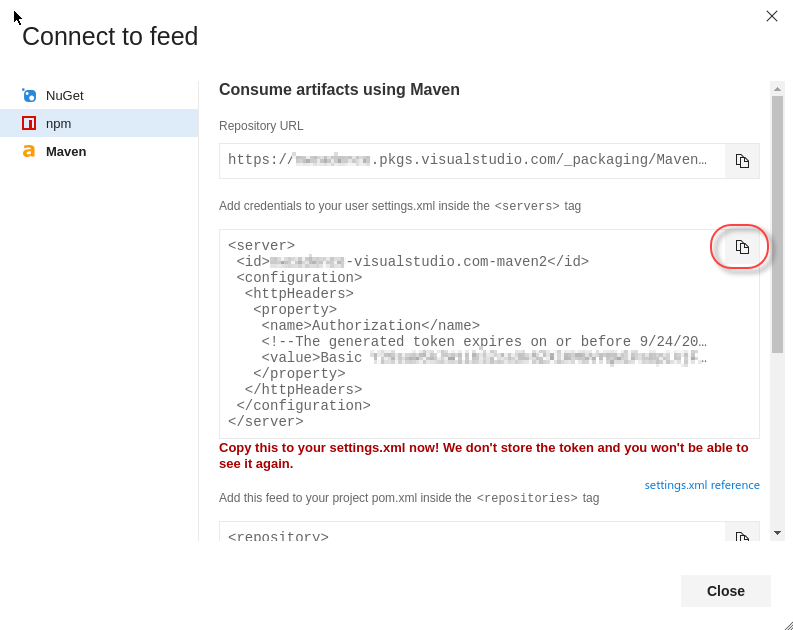 Connect to feed
NuGet
npm
Maven
Consume artifacts using Maven
Repository URL
https://.pkgs.visualstudio.com/_packaging/Maven…
Add credentials to your user settings.xml inside the <servers> tag
<server>
<id>-visualstudio.com-maven2</id>
<configuration>
<httpHeaders>
<property>
<name>Authorization</name>
<!--The generated token expires on or before 9/24/20…
<value>Basic …
</property>
</httpHeaders>
</configuration>
</server>
Copy this to your settings.xml now! We don't store the token and you won't be able to
see it again.
settings.xml reference
Add this feed to your project pom.xml inside the <repositories> tag
<repository>
Close